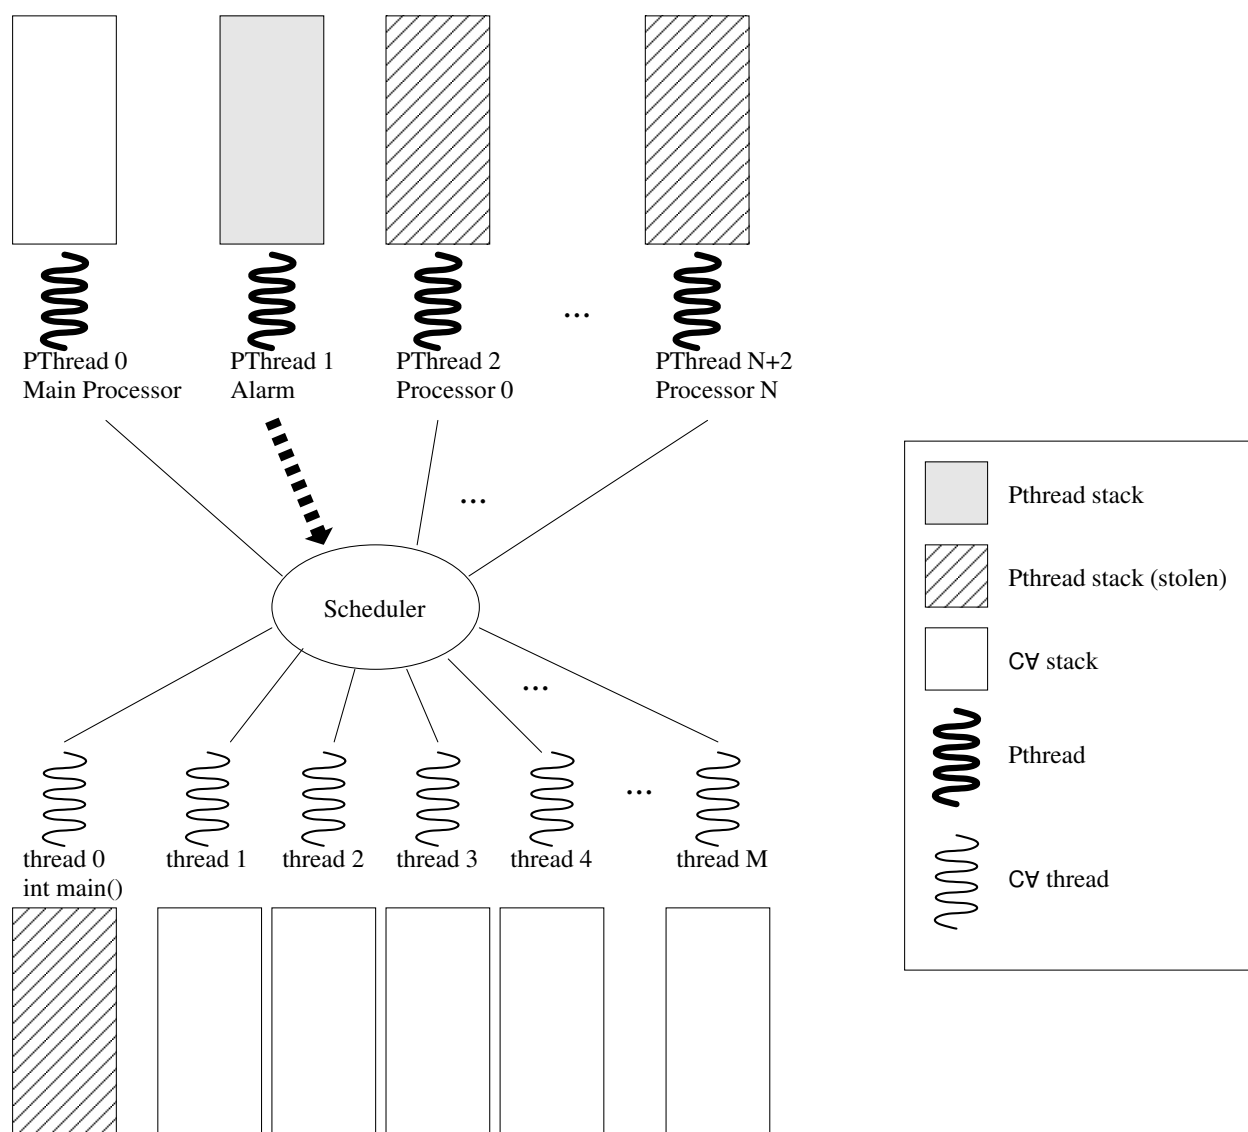 PThread 0
Main Processor
PThread 1
Alarm
PThread 2
Processor 0
...
PThread N+2
Processor N
...
Scheduler
...
thread 0
int main()
thread 1
thread 2
thread 3
thread 4
...
thread M
Pthread stack
Pthread stack (stolen)
C∀ stack
Pthread
C∀ thread